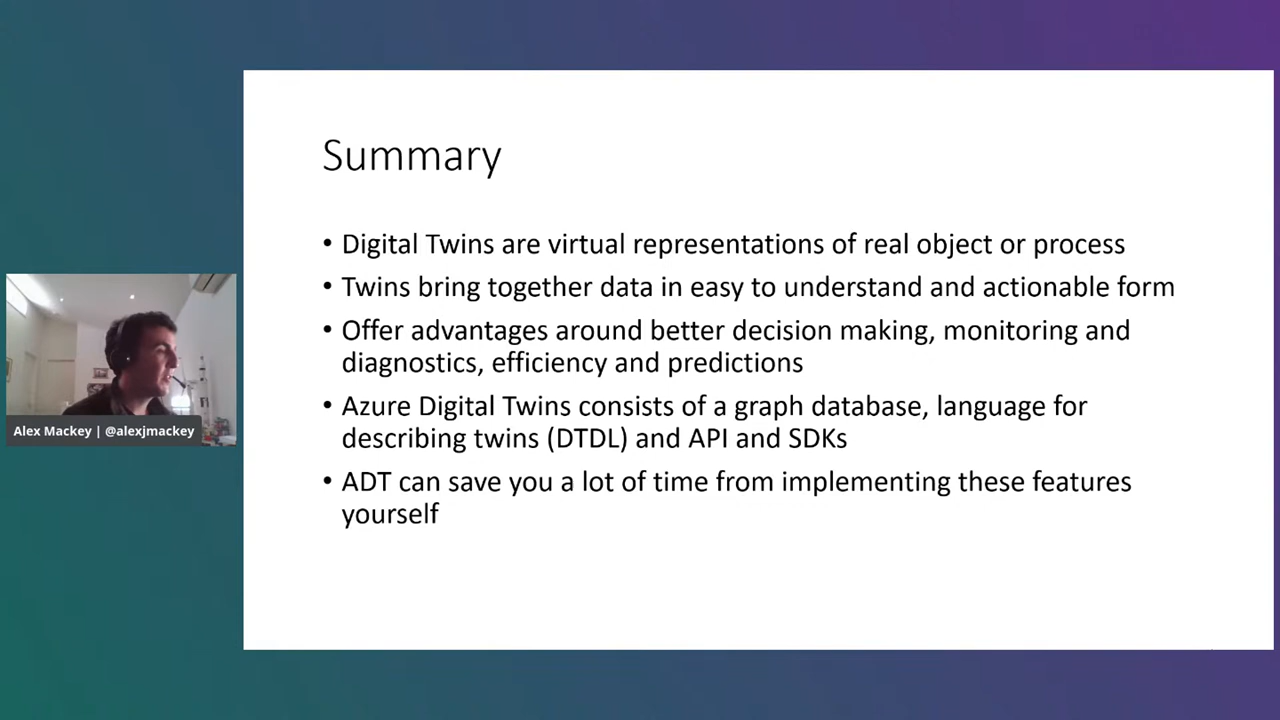 Summary
• Digital Twins are virtual representations of real object or process
• Twins bring together data in easy to understand and actionable form
• Offer advantages around better decision making, monitoring and
diagnostics, efficiency and predictions
• Azure Digital Twins consists of a graph database, language for
describing twins (DTDL) and API and SDKs
• ADT can save you a lot of time from implementing these features
yourself
Alex Mackey | @alexjmackey